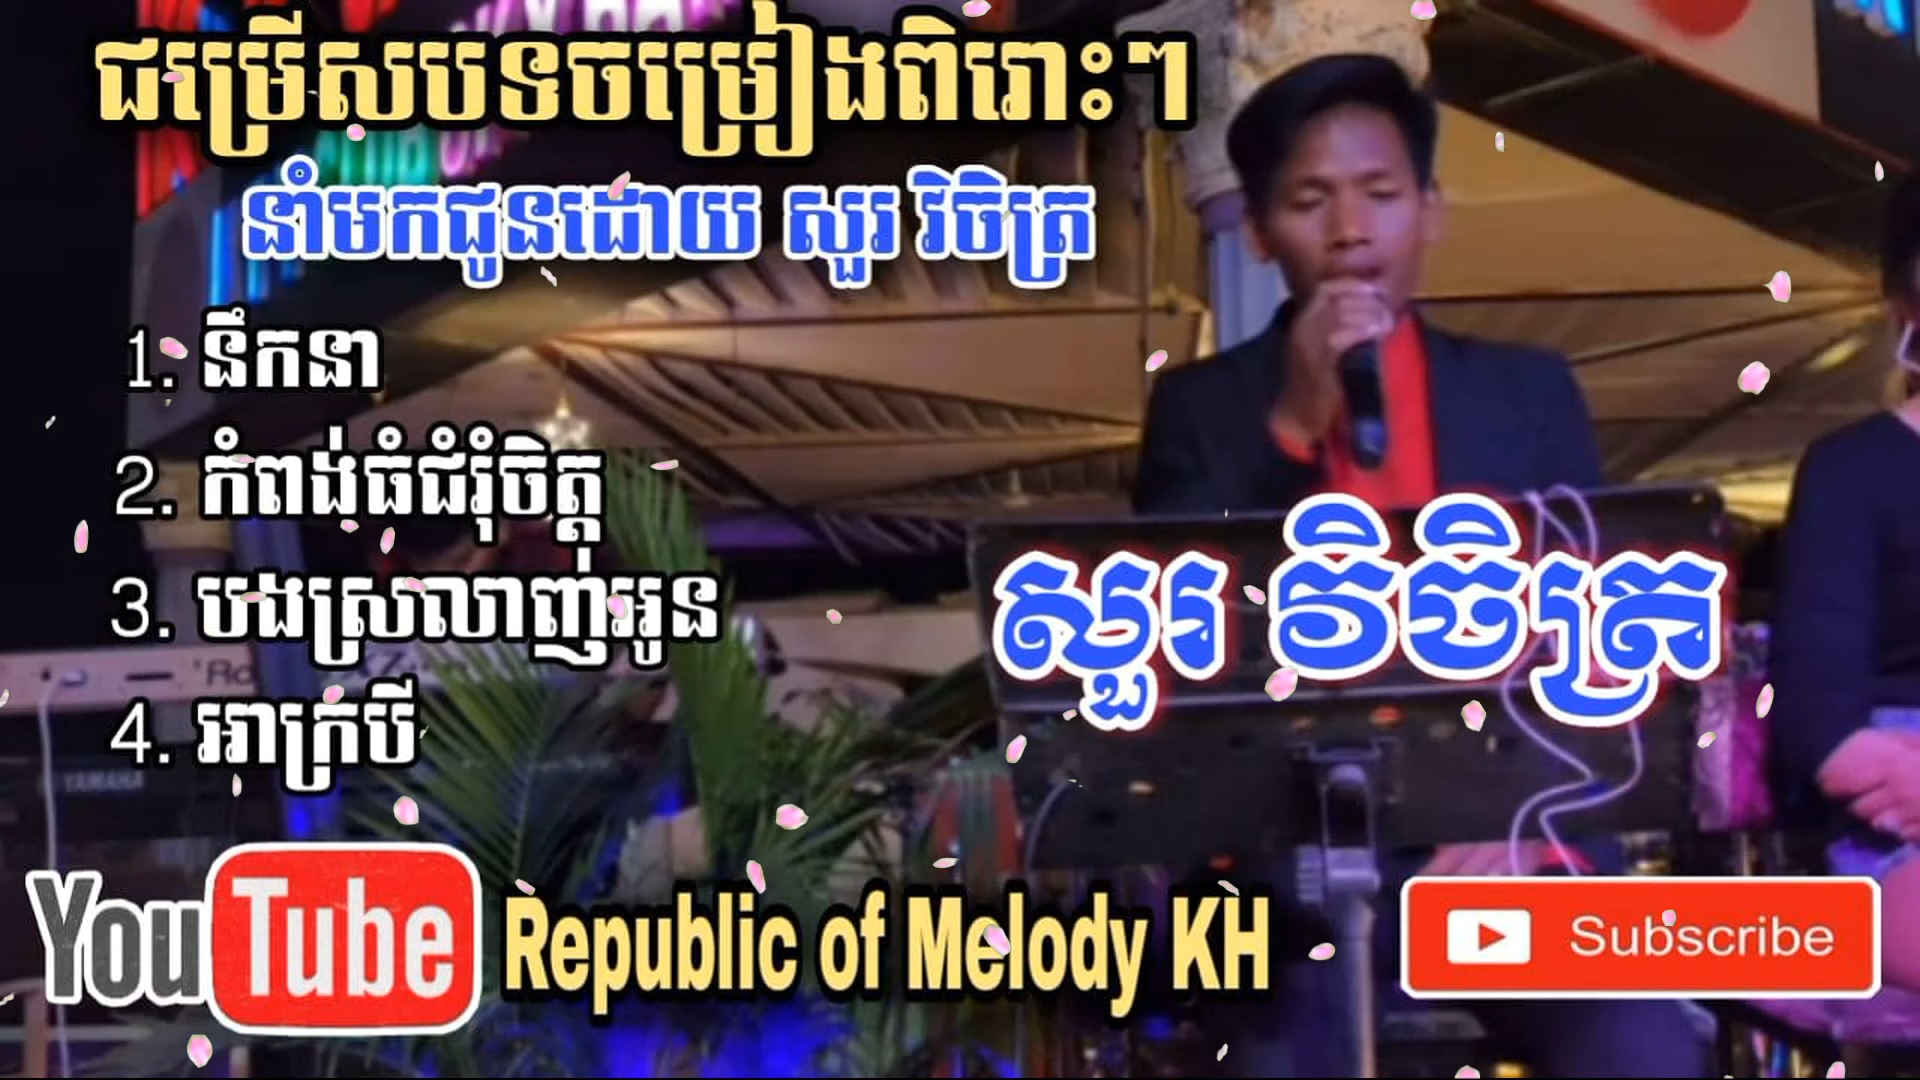 ជម្រើសបទចម្រៀងពិរោះៗ
នាំមកជូនដោយ សួរ វិចិត្រ
1. នឹកនា
2. កំពង់ធំជំរុំចិត្ត
3. បងស្រលាញ់អូន
4. អាក្របី
សួរ វិចិត្រ
YAMAHA
YouTube
Republic of Melody KH
Subscribe